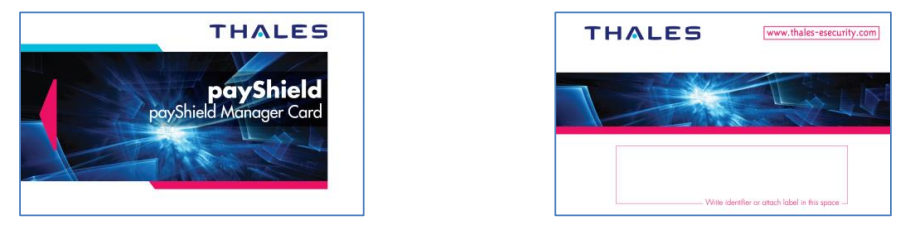 THALES
payShield
payShield Manager Card
THALES
www.thales-esecurity.com
Write identifier or attach label in this space